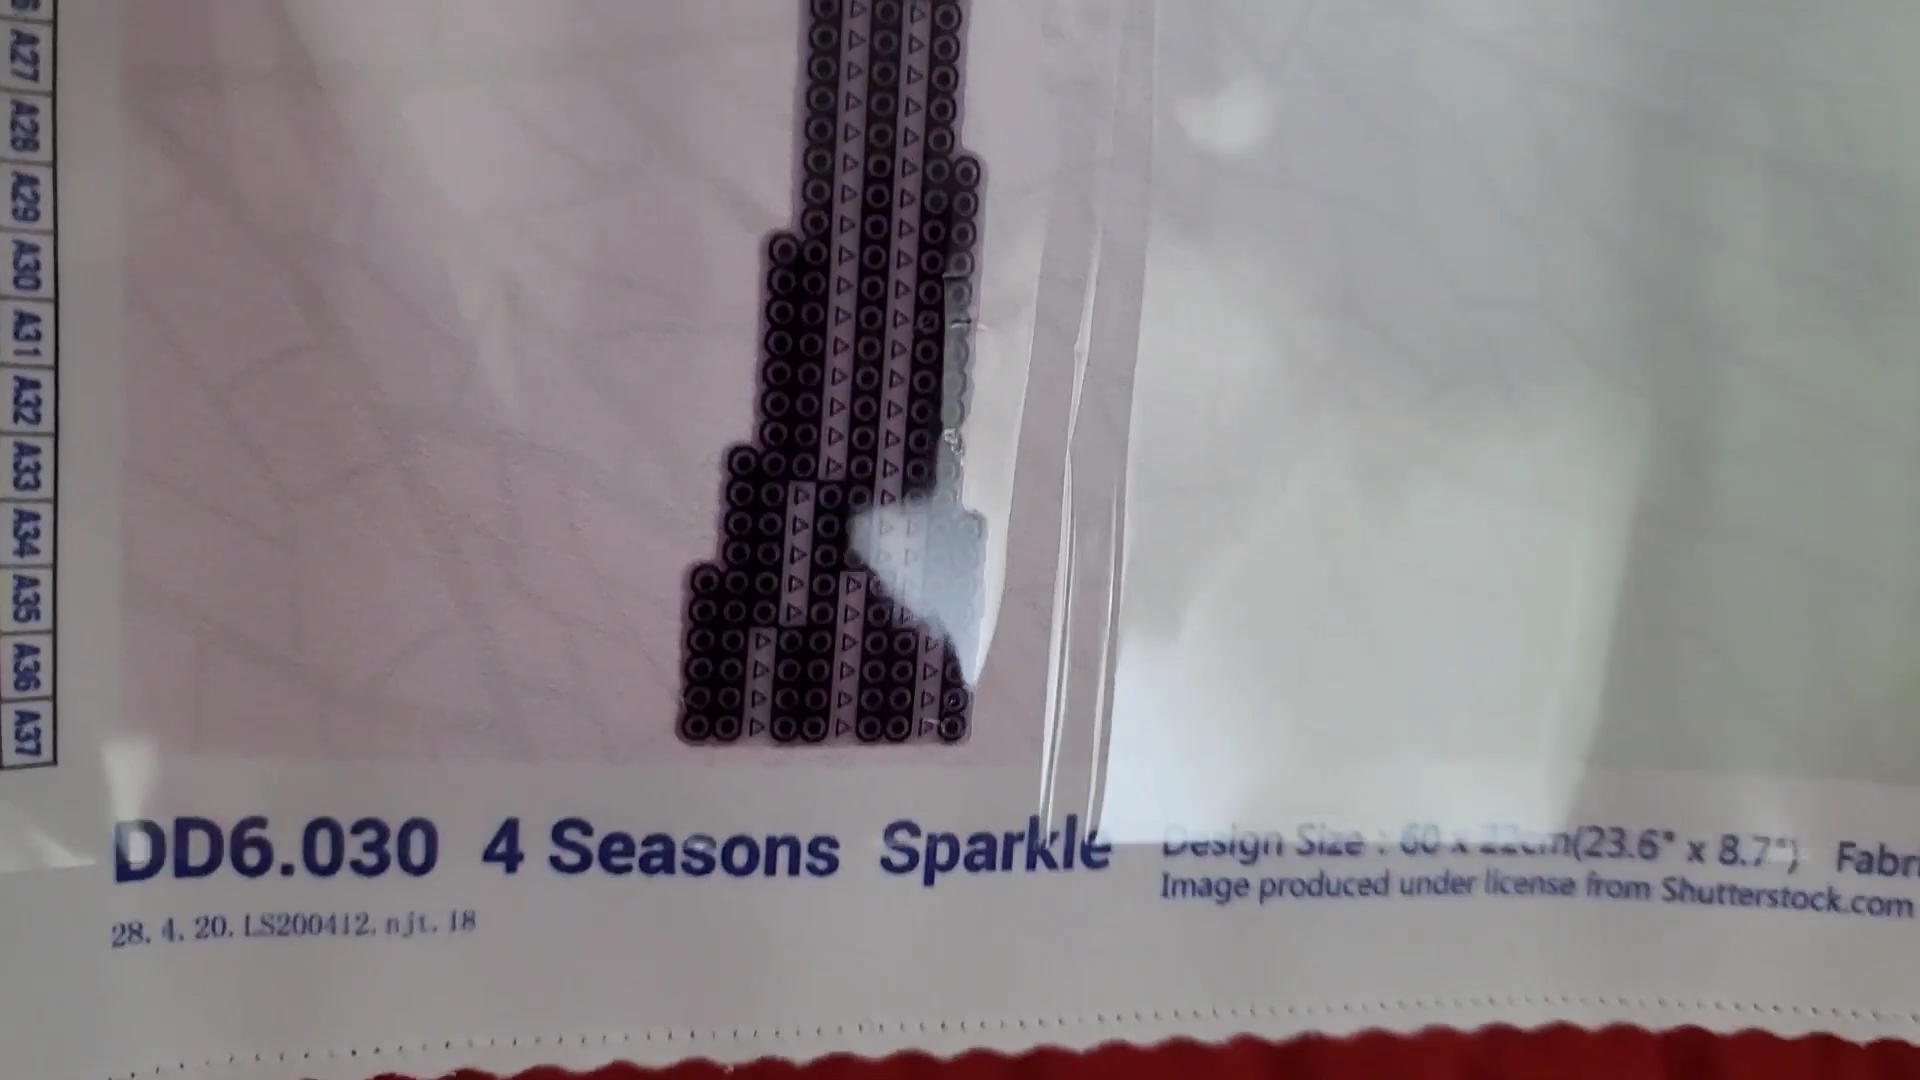 A27
A28
A29
A30
A31
A32
A33
A34
A35
A36
A37
DD6.030 4 Seasons Sparkle
Design Size : 60 x 22cm(23.6" x 8.7") Fabri
Image produced under license from Shutterstock.com
28. 4. 20. LS200412. njt. 18